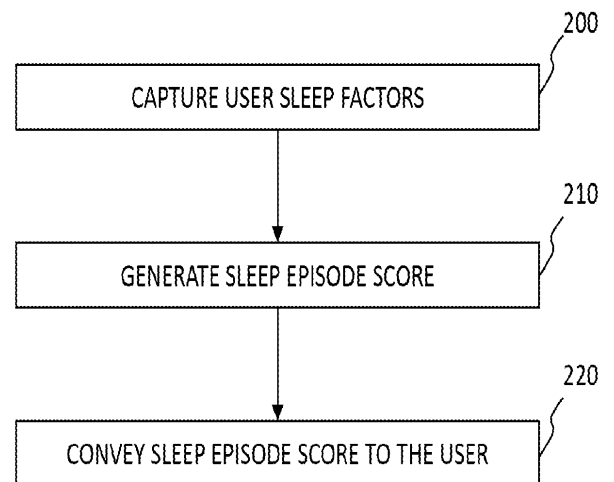 200
CAPTURE USER SLEEP FACTORS
210
GENERATE SLEEP EPISODE SCORE
220
CONVEY SLEEP EPISODE SCORE TO THE USER